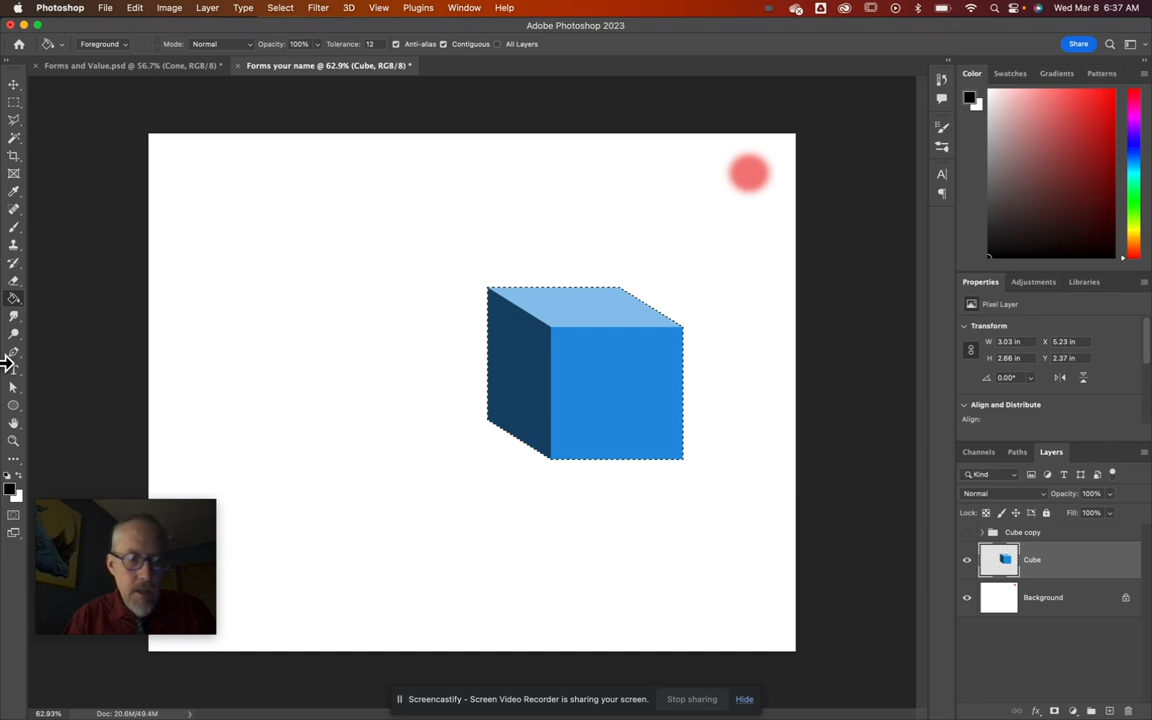 Photoshop File Edit Image Layer Type Select Filter 3D View Plugins Window Help Wed Mar 8 6:37 AM
Adobe Photoshop 2023
Foreground Mode: Normal Opacity: 100% Tolerance: 12 Anti-alias Contiguous All Layers Share
Forms and Value.psd @ 56.7% (Cone, RGB/8) * Forms your name @ 62.9% (Cube, RGB/8) *
Color Swatches Gradients Patterns
Properties Adjustments Libraries
Pixel Layer
Transform
W 3.03 in X 5.23 in
H 2.66 in Y 2.37 in
0.00°
Align and Distribute
Align:
Channels Paths Layers
Kind
Normal Opacity: 100%
Lock: Fill: 100%
Cube copy
Cube
Background
Screencastify - Screen Video Recorder is sharing your screen. Stop sharing Hide
62.93% Doc: 20.6M/49.4M